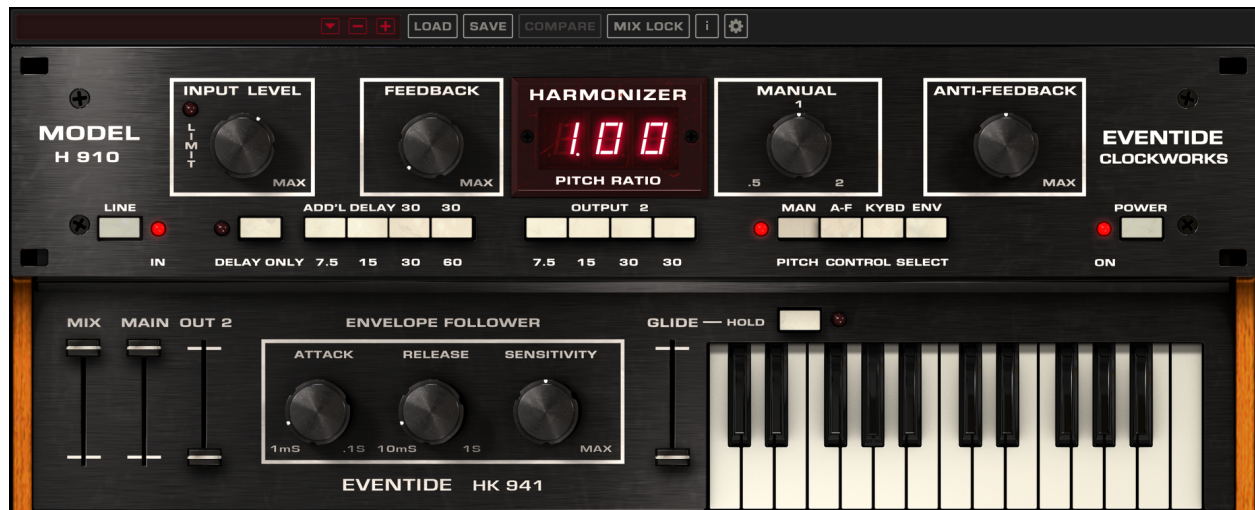 LOAD SAVE COMPARE MIX LOCK i
INPUT LEVEL
LIMIT
MAX
FEEDBACK
MAX
HARMONIZER
1.00
PITCH RATIO
MANUAL
1
.5 2
ANTI-FEEDBACK
MAX
MODEL
H 910
EVENTIDE
CLOCKWORKS
LINE
IN
ADD'L DELAY 30 30
DELAY ONLY 7.5 15 30 60
OUTPUT 2
7.5 15 30 30
MAN A-F KYBD ENV
PITCH CONTROL SELECT
POWER
ON
MIX MAIN OUT 2
ENVELOPE FOLLOWER
ATTACK RELEASE SENSITIVITY
1mS .1S 10mS 1S MAX
EVENTIDE HK 941
GLIDE — HOLD